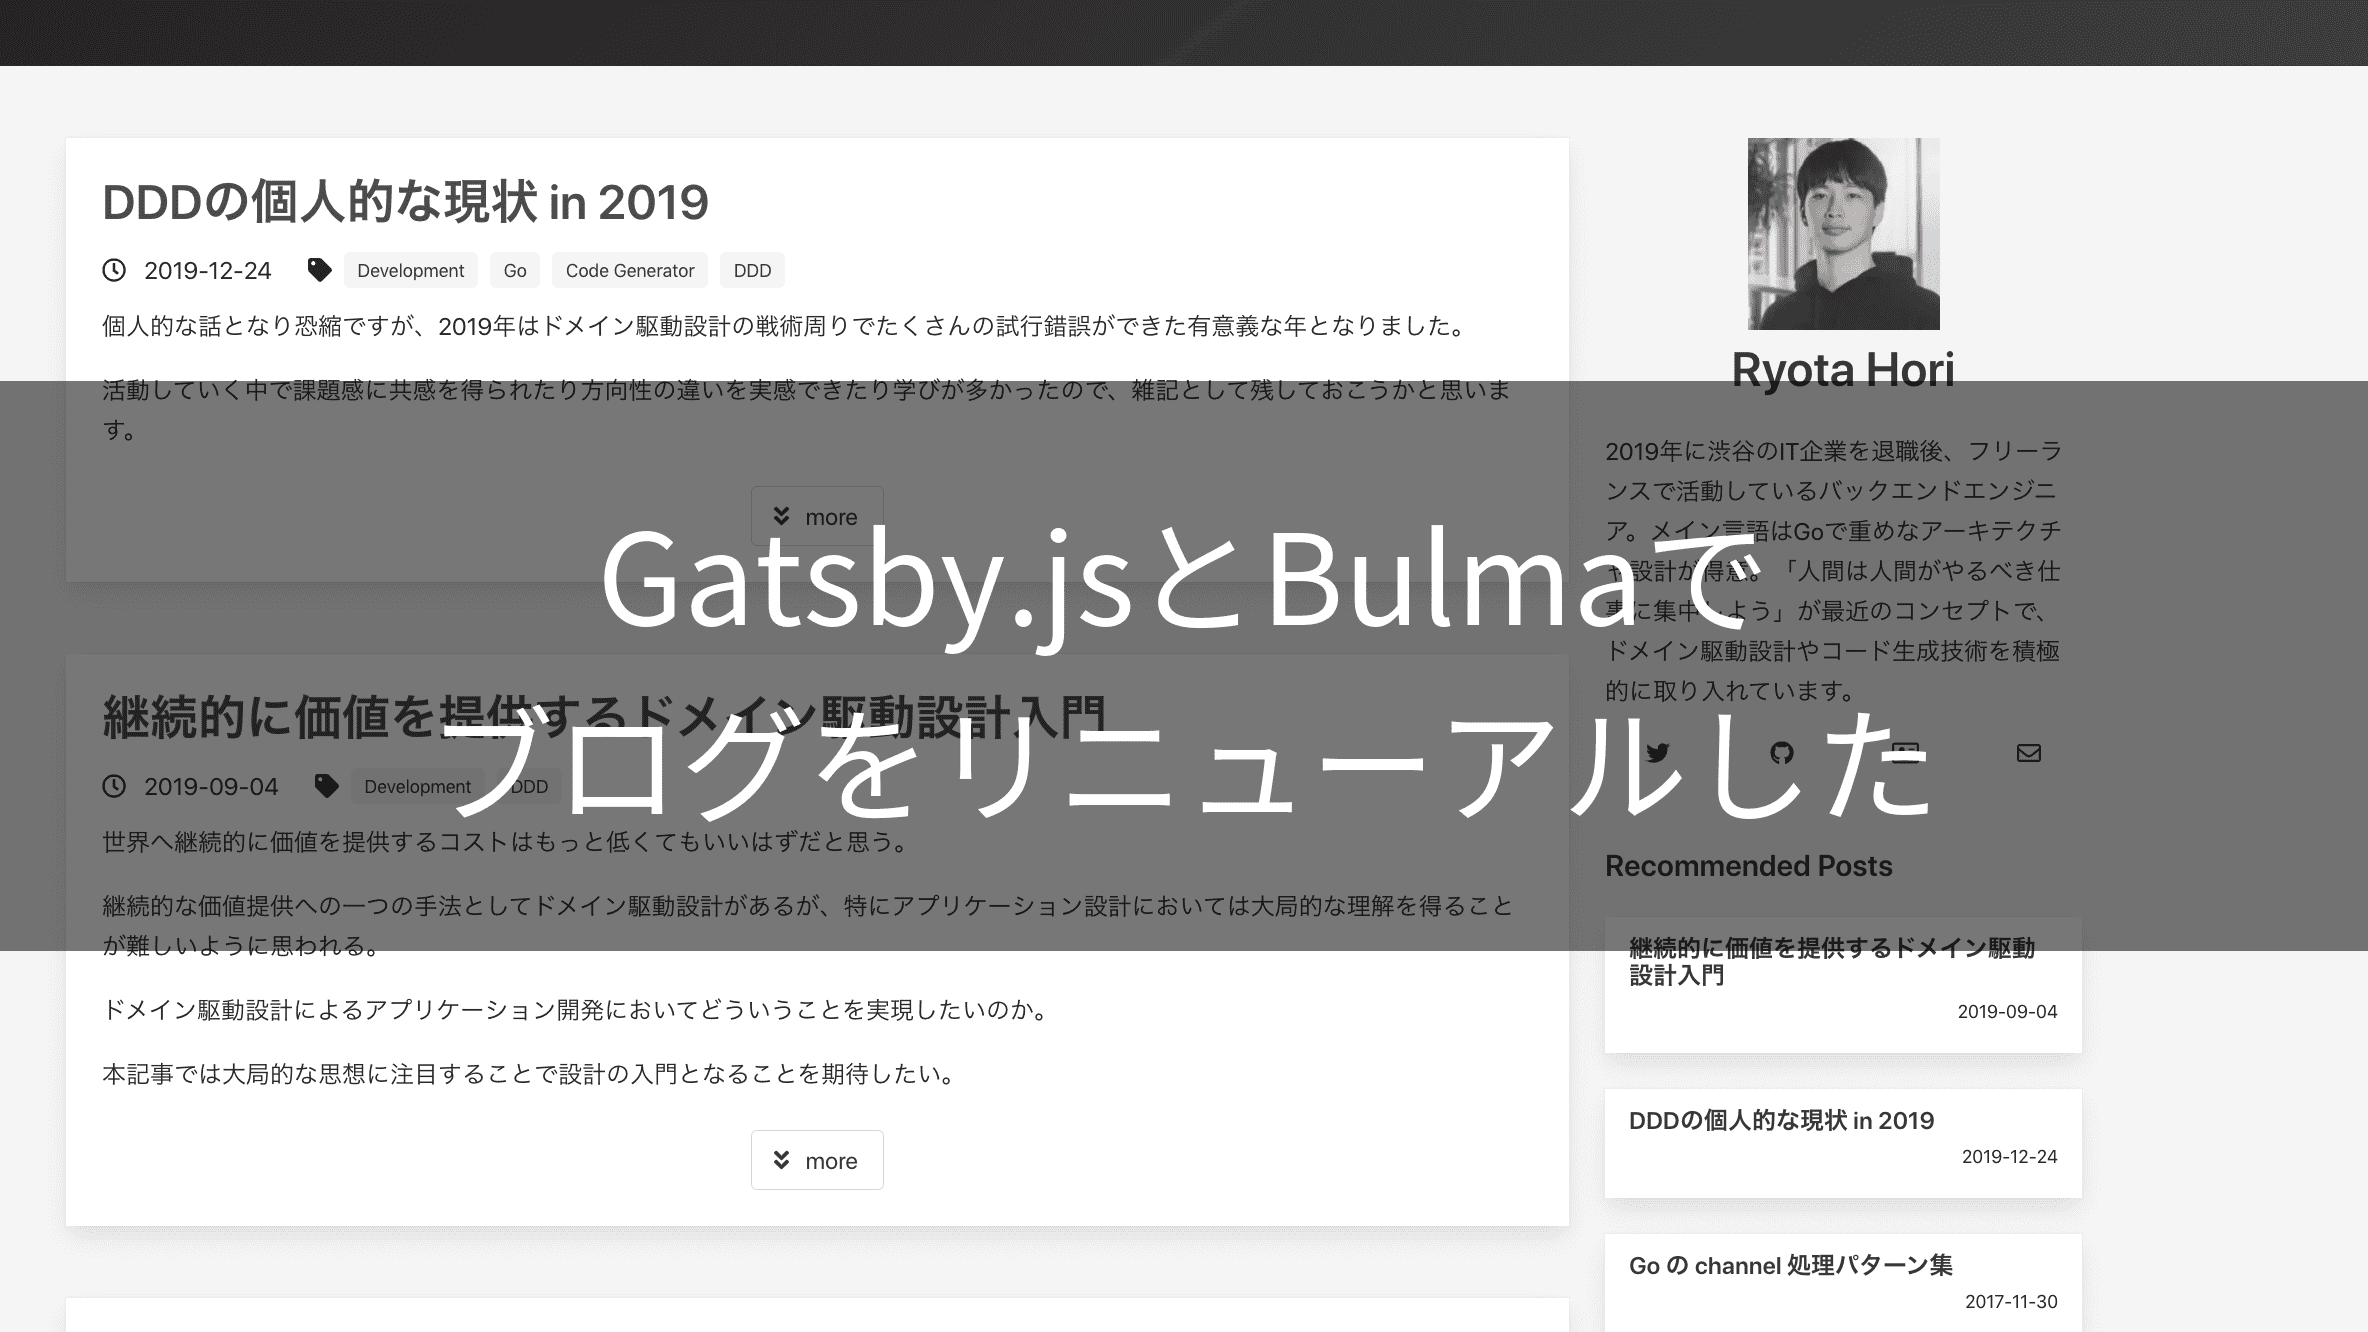 DDDの個人的な現状 in 2019
2019-12-24 Development Go Code Generator DDD
個人的な話となり恐縮ですが、2019年はドメイン駆動設計の戦術周りでたくさんの試行錯誤ができた有意義な年となりました。
活動していく中で課題感に共感を得られたり方向性の違いを実感できたり学びが多かったので、雑記として残しておこうかと思いま
す。
more
Gatsby.jsとBulmaで
ブログをリニューアルした
継続的に価値を提供するドメイン駆動設計入門
2019-09-04 Development DDD
世界へ継続的に価値を提供するコストはもっと低くてもいいはずだと思う。
継続的な価値提供への一つの手法としてドメイン駆動設計があるが、特にアプリケーション設計においては大局的な理解を得ること
が難しいように思われる。
ドメイン駆動設計によるアプリケーション開発においてどういうことを実現したいのか。
本記事では大局的な思想に注目することで設計の入門となることを期待したい。
more
Ryota Hori
2019年に渋谷のIT企業を退職後、フリーラ
ンスで活動しているバックエンドエンジニ
ア。メイン言語はGoで重めなアーキテクチ
ャ設計が得意。「人間は人間がやるべき仕
事に集中しよう」が最近のコンセプトで、
ドメイン駆動設計やコード生成技術を積極
的に取り入れています。
Recommended Posts
継続的に価値を提供するドメイン駆動
設計入門
2019-09-04
DDDの個人的な現状 in 2019
2019-12-24
Go の channel 処理パターン集
2017-11-30